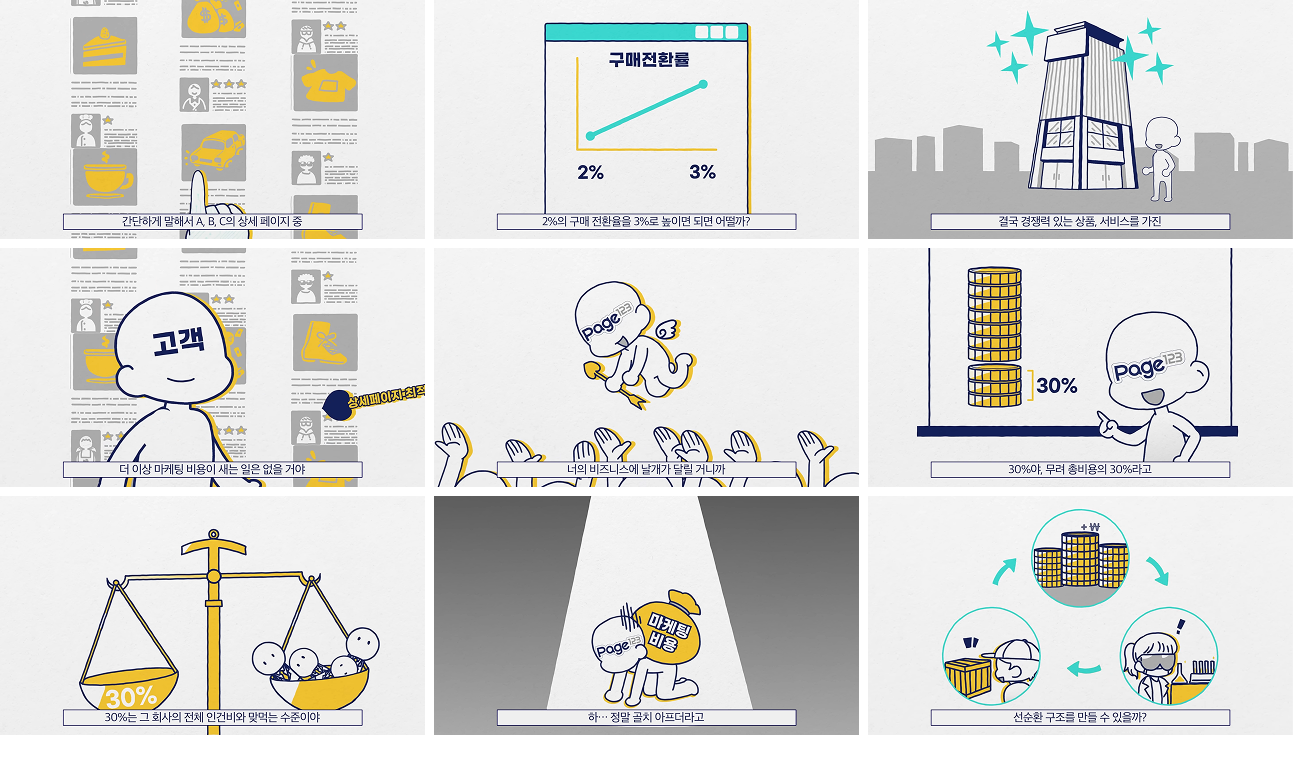 간단하게 말해서 A, B, C의 상세 페이지 중
구매전환률
2% 3%
2%의 구매 전환율을 3%로 높이면 되면 어떨까?
결국 경쟁력 있는 상품, 서비스를 가진
고객
상세페이지·최적
더 이상 마케팅 비용이 새는 일은 없을 거야
Page123
너의 비즈니스에 날개가 달릴 거니까
30%
Page123
30%야, 무려 총비용의 30%라고
30%
30%는 그 회사의 전체 인건비와 맞먹는 수준이야
마케팅
비용
Page123
하… 정말 골치 아프더라고
+₩
!
선순환 구조를 만들 수 있을까?